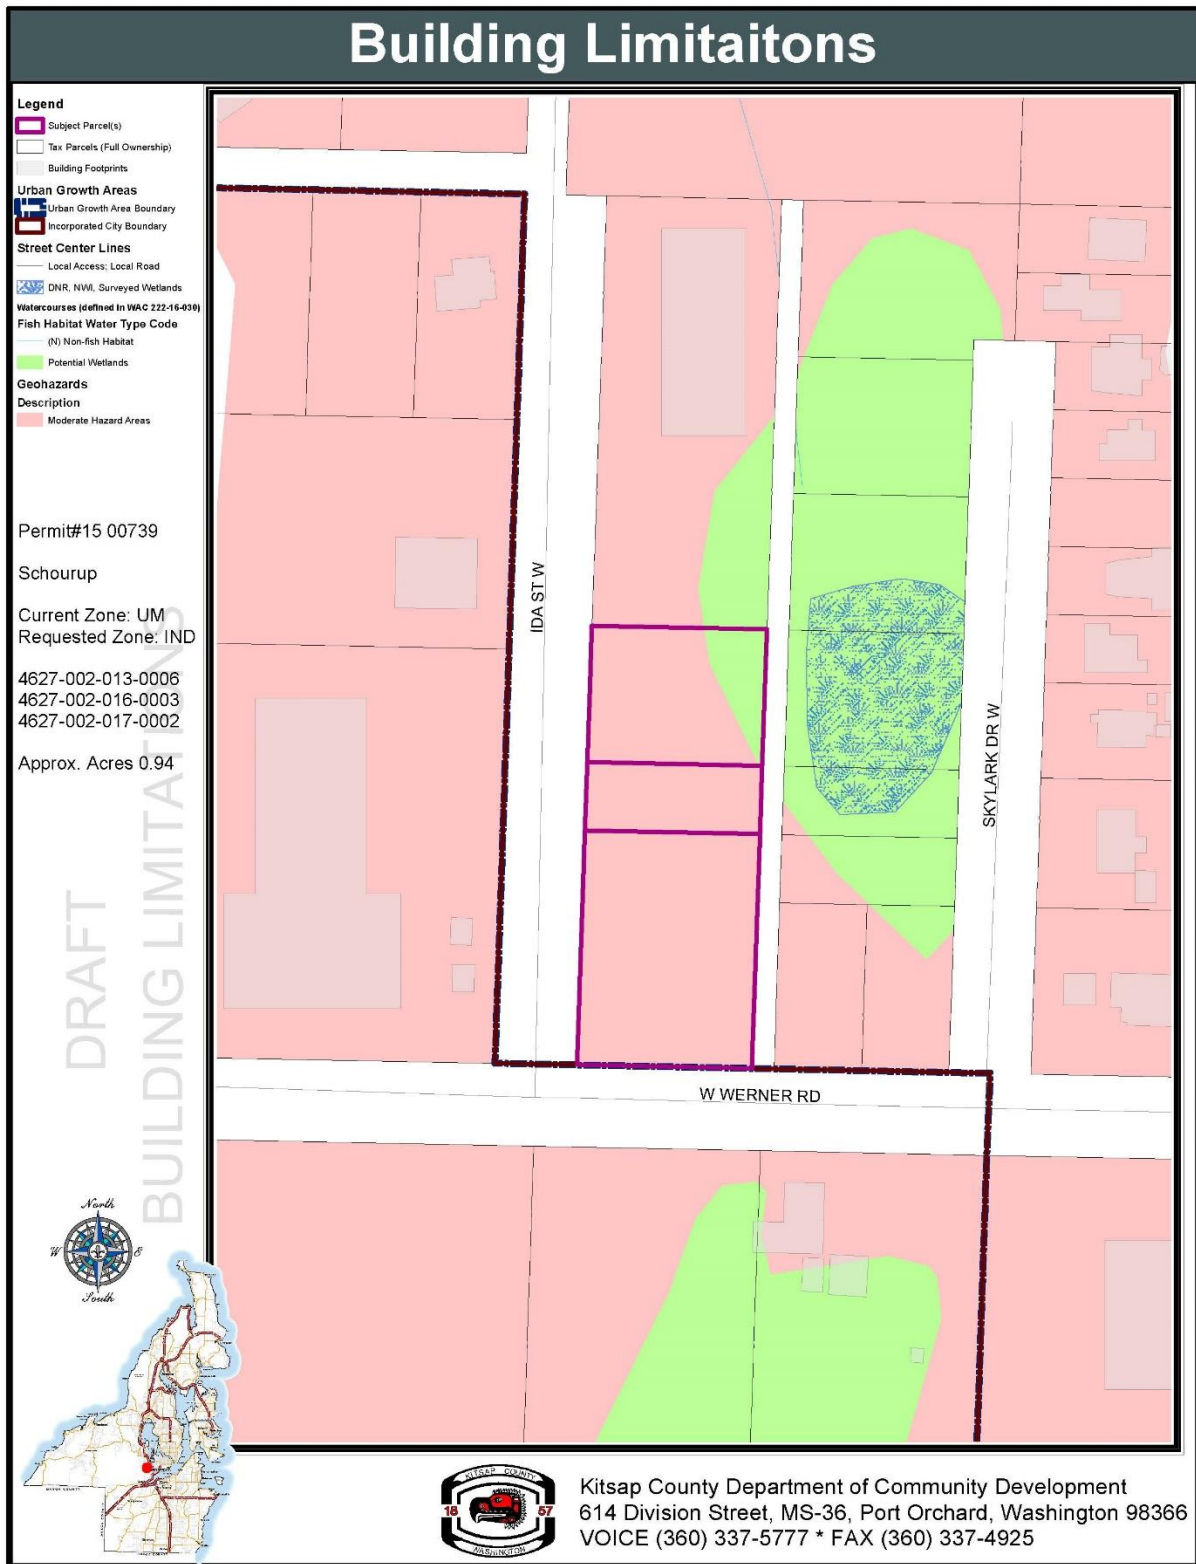 Building Limitaitons
Legend
Subject Parcel(s)
Tax Parcels (Full Ownership)
Building Footprints
Urban Growth Areas
Urban Growth Area Boundary
Incorporated City Boundary
Street Center Lines
Local Access; Local Road
DNR, NWI, Surveyed Wetlands
Watercourses (defined in WAC 222-16-030)
Fish Habitat Water Type Code
(N) Non-fish Habitat
Potential Wetlands
Geohazards
Description
Moderate Hazard Areas
Permit#15 00739
Schourup
Current Zone: UM
Requested Zone: IND
4627-002-013-0006
4627-002-016-0003
4627-002-017-0002
Approx. Acres 0.94
DRAFT
BUILDING LIMITATIONS
IDA ST W
SKYLARK DR W
W WERNER RD
North
W E
South
KITSAP COUNTY
18 57
WASHINGTON
Kitsap County Department of Community Development
614 Division Street, MS-36, Port Orchard, Washington 98366
VOICE (360) 337-5777 * FAX (360) 337-4925